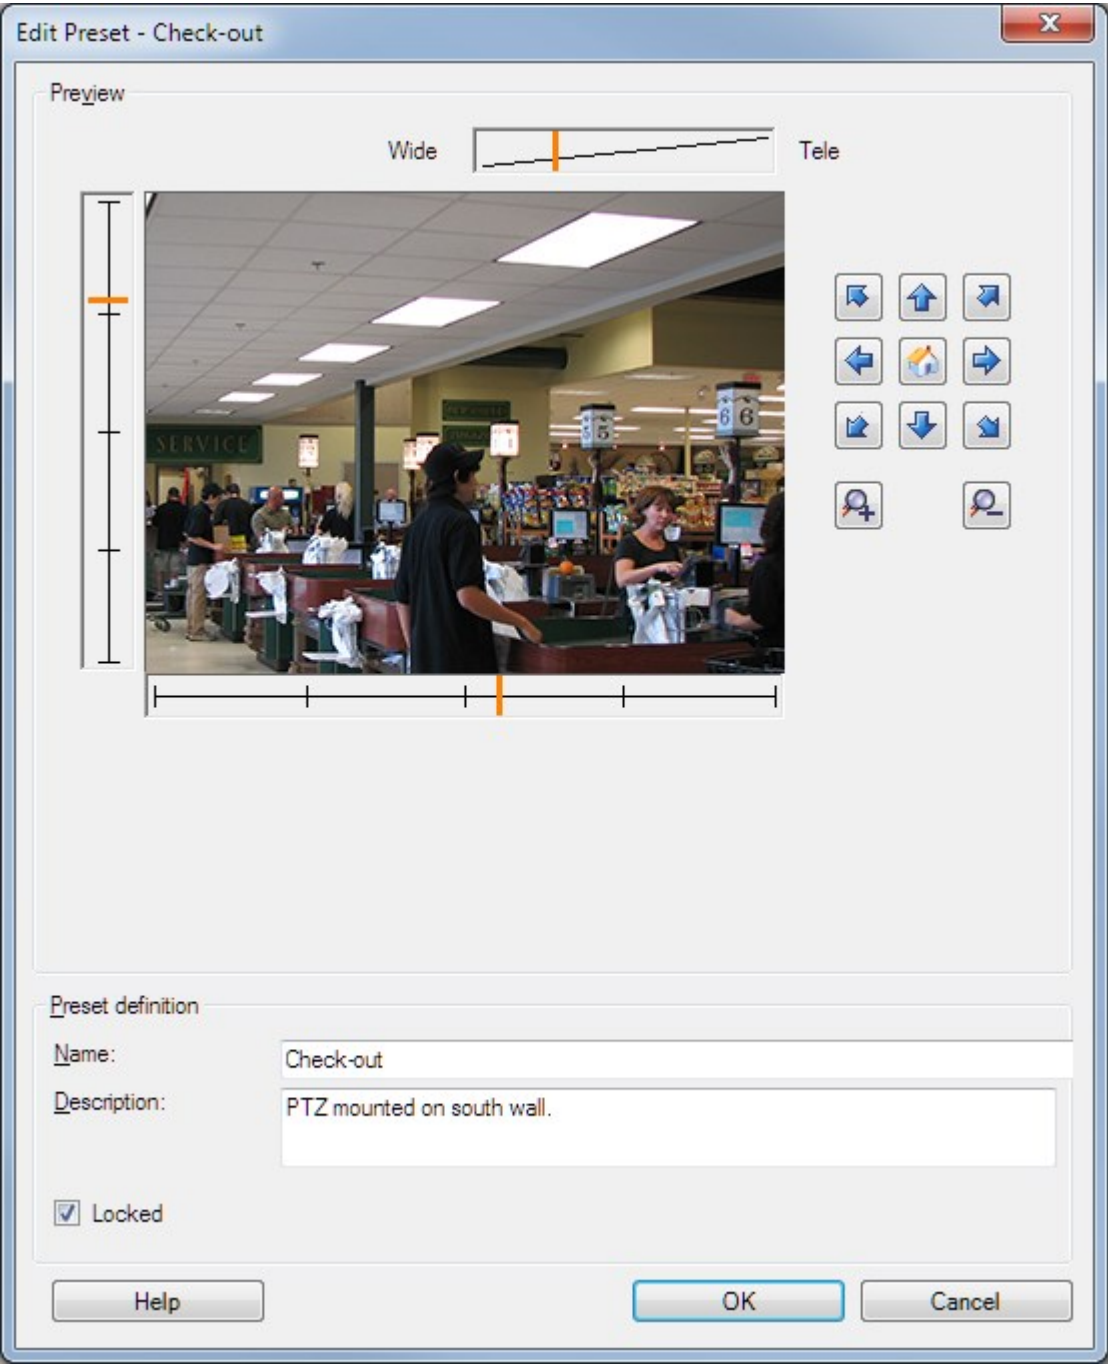 Edit Preset - Check-out
Preview
Wide
Tele
SERVICE
5 5
6 6
Preset definition
Name:
Check-out
Description:
PTZ mounted on south wall.
Locked
Help
OK
Cancel